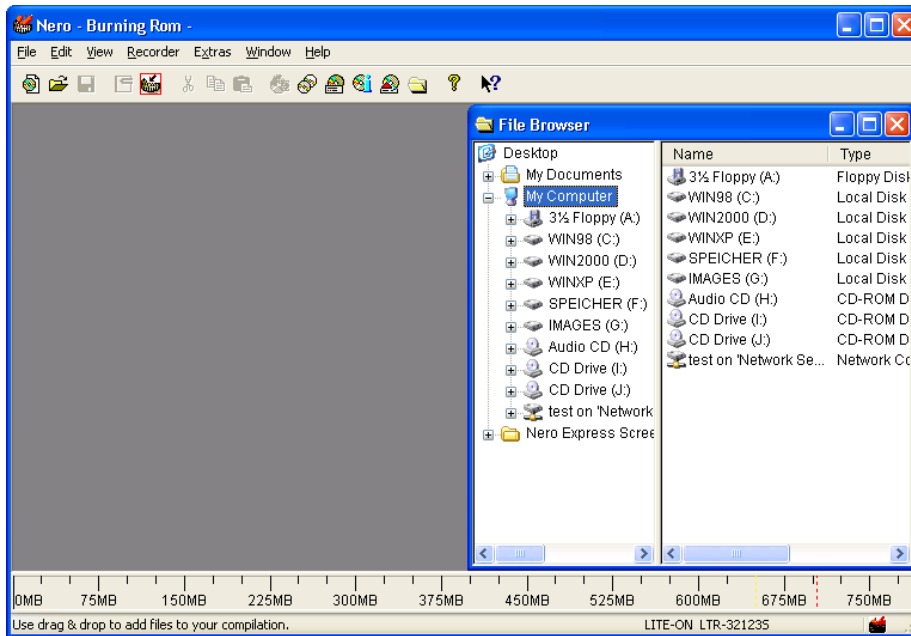 Nero - Burning Rom -
File Edit View Recorder Extras Window Help
File Browser
Desktop
My Documents
My Computer
3½ Floppy (A:)
WIN98 (C:)
WIN2000 (D:)
WINXP (E:)
SPEICHER (F:)
IMAGES (G:)
Audio CD (H:)
CD Drive (I:)
CD Drive (J:)
test on 'Network
Nero Express Scree
Name Type
3½ Floppy (A:) Floppy Disk
WIN98 (C:) Local Disk
WIN2000 (D:) Local Disk
WINXP (E:) Local Disk
SPEICHER (F:) Local Disk
IMAGES (G:) Local Disk
Audio CD (H:) CD-ROM D
CD Drive (I:) CD-ROM D
CD Drive (J:) CD-ROM D
test on 'Network Se... Network Co
0MB 75MB 150MB 225MB 300MB 375MB 450MB 525MB 600MB 675MB 750MB
Use drag & drop to add files to your compilation. LITE-ON LTR-32123S